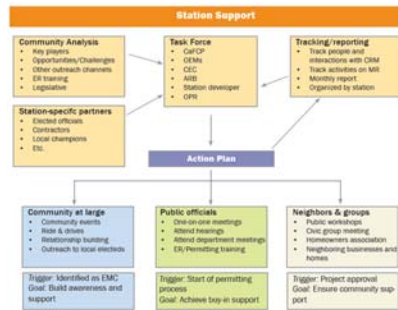 Station Support
Community Analysis
• Key players
• Opportunities/Challenges
• Other outreach channels
• ER training
• Legislative
Task Force
• CaFCP
• OEMs
• CEC
• ARB
• Station developer
• OPR
Tracking/reporting
• Track people and
interactions with CRM
• Track activities on MR
• Monthly report
• Organized by station
Station-specifc partners
• Elected officials
• Contractors
• Local champions
• Etc.
Action Plan
Community at large
• Community events
• Ride & drives
• Relationship building
• Outreach to local electeds
Public officials
• One-on-one meetings
• Attend hearings
• Attend department meetings
• ER/Permitting training
Neighbors & groups
• Public workshops
• Civic group meeting
• Homeowners association
• Neighboring businesses and
homes
Trigger: Identified as EMC
Goal: Build awareness and
support
Trigger: Start of permitting
process
Goal: Achieve buy-in support
Trigger: Project approval
Goal: Ensure community sup-
port